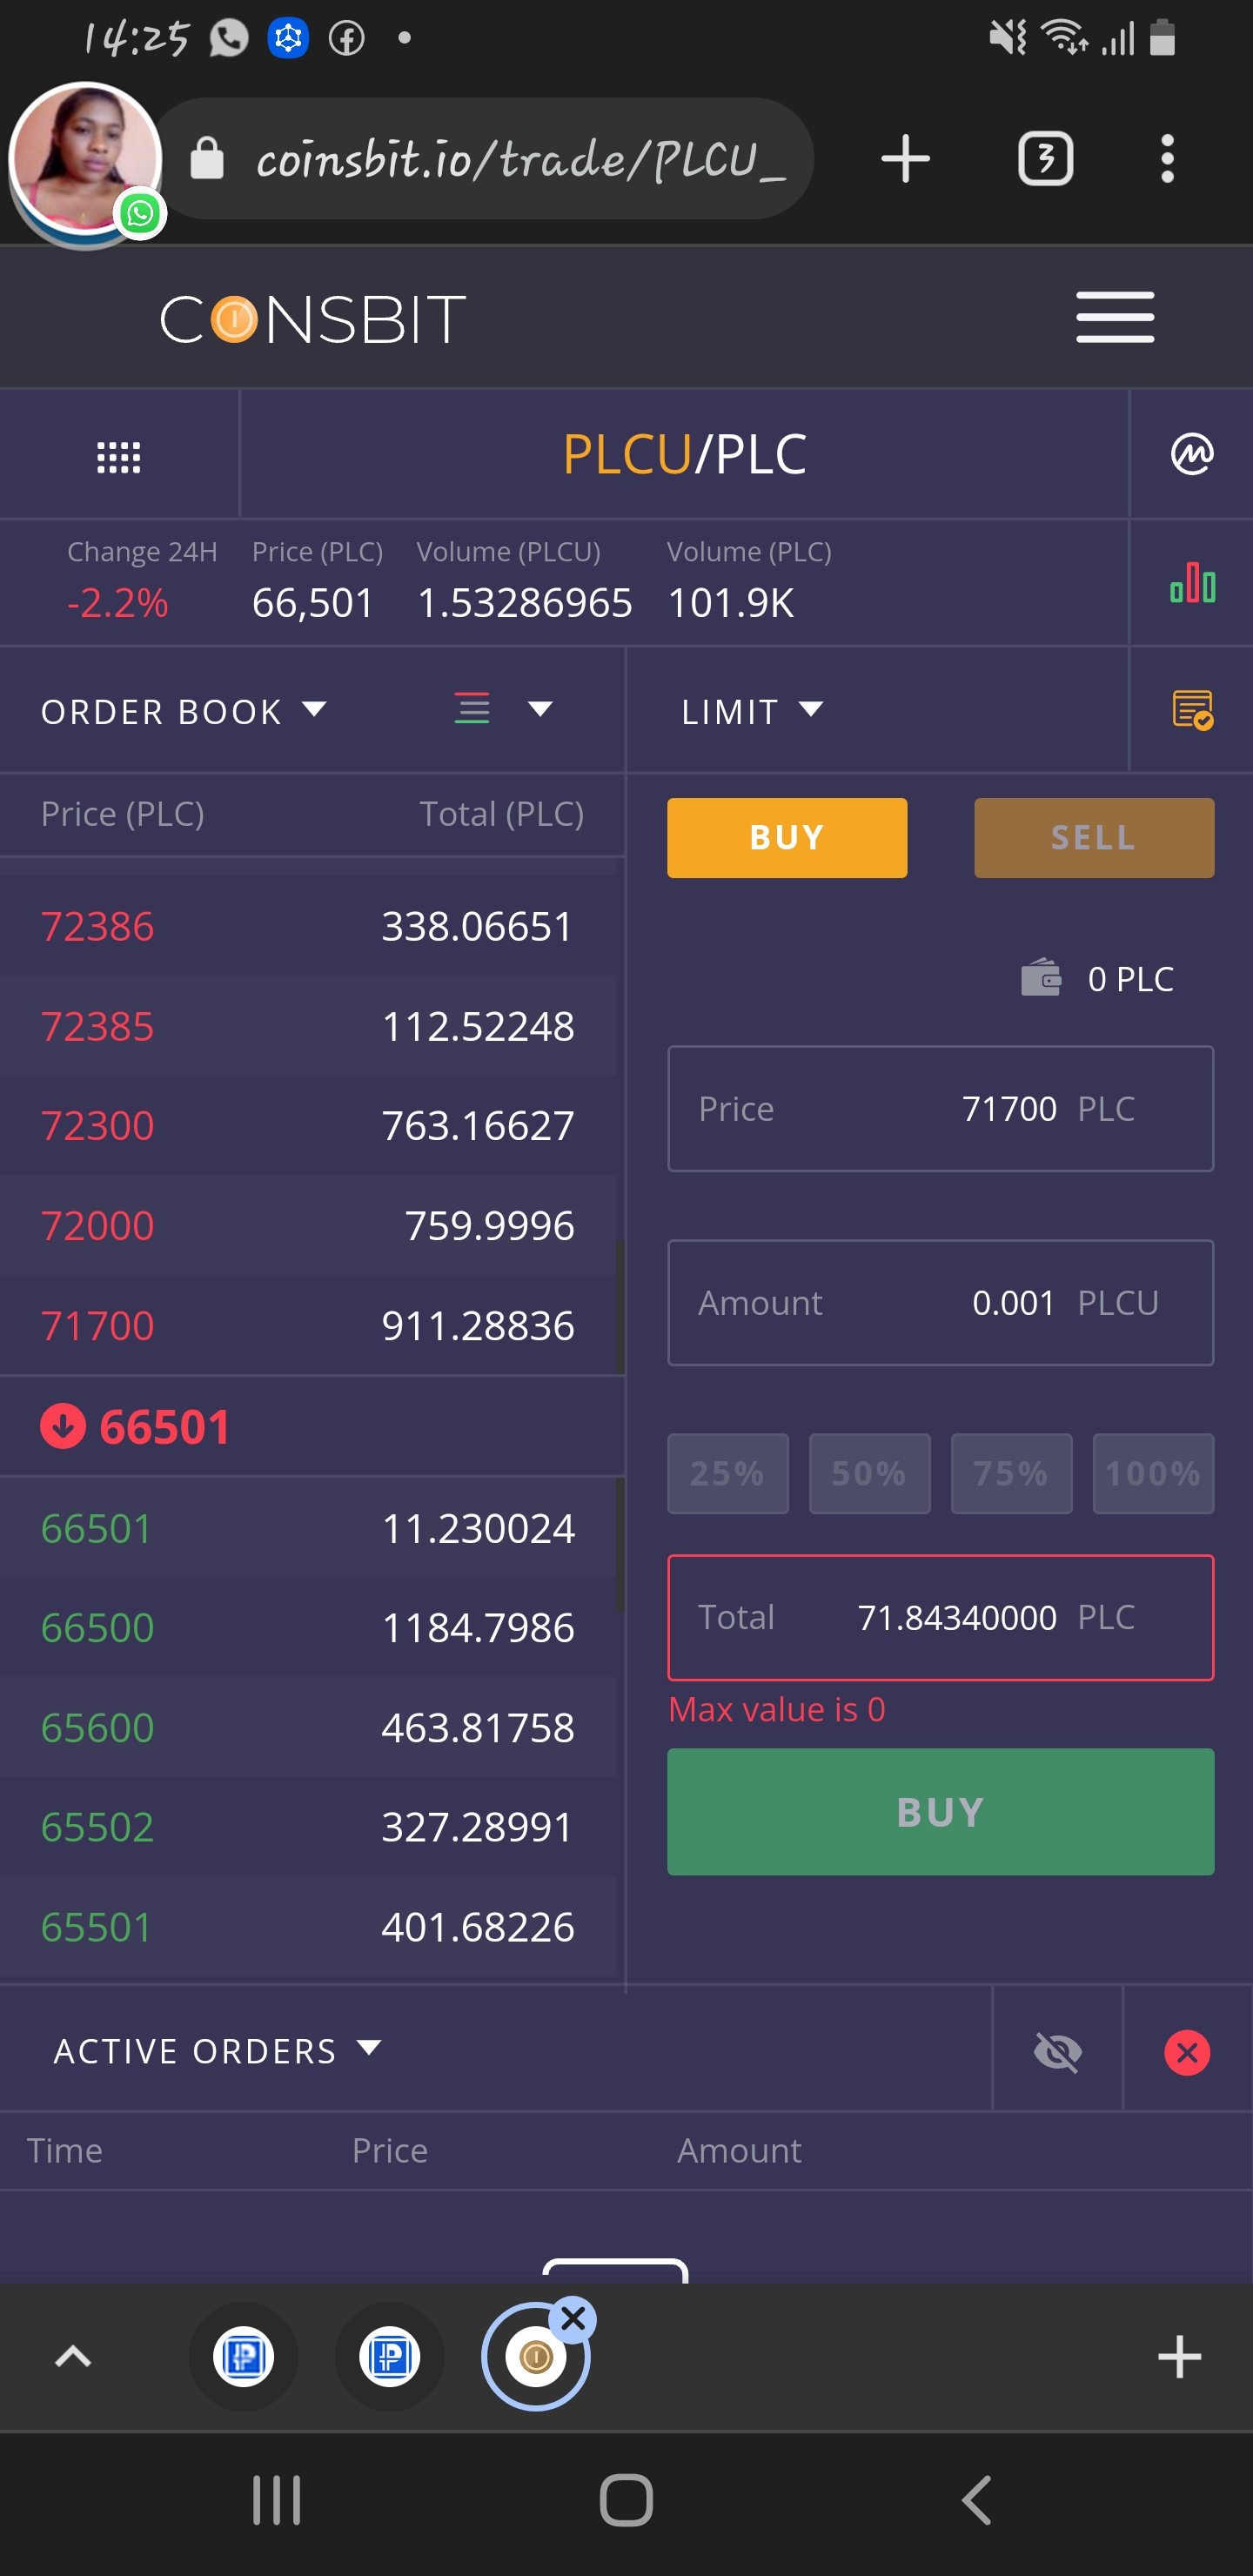 14:25
coinsbit.io/trade/PLCU_
3
COINSBIT
PLCU/PLC
Change 24H Price (PLC) Volume (PLCU) Volume (PLC)
-2.2% 66,501 1.53286965 101.9K
ORDER BOOK LIMIT
Price (PLC) Total (PLC)
BUY SELL
72386 338.06651
0 PLC
72385 112.52248
Price 71700 PLC
72300 763.16627
72000 759.9996
Amount 0.001 PLCU
71700 911.28836
66501
25% 50% 75% 100%
66501 11.230024
66500 1184.7986
Total 71.84340000 PLC
Max value is 0
65600 463.81758
BUY
65502 327.28991
65501 401.68226
ACTIVE ORDERS
Time Price Amount